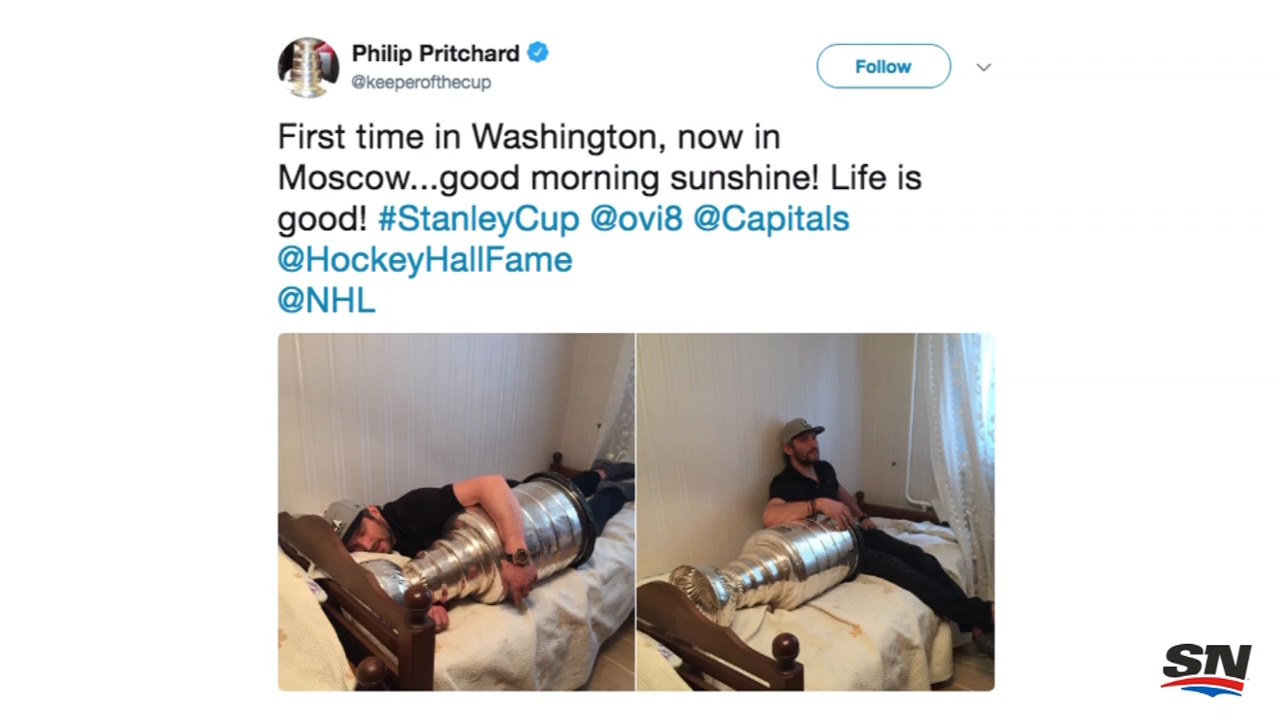 Philip Pritchard
@keeperofthecup
Follow
First time in Washington, now in
Moscow...good morning sunshine! Life is
good! #StanleyCup @ovi8 @Capitals
@HockeyHallFame
@NHL
SN